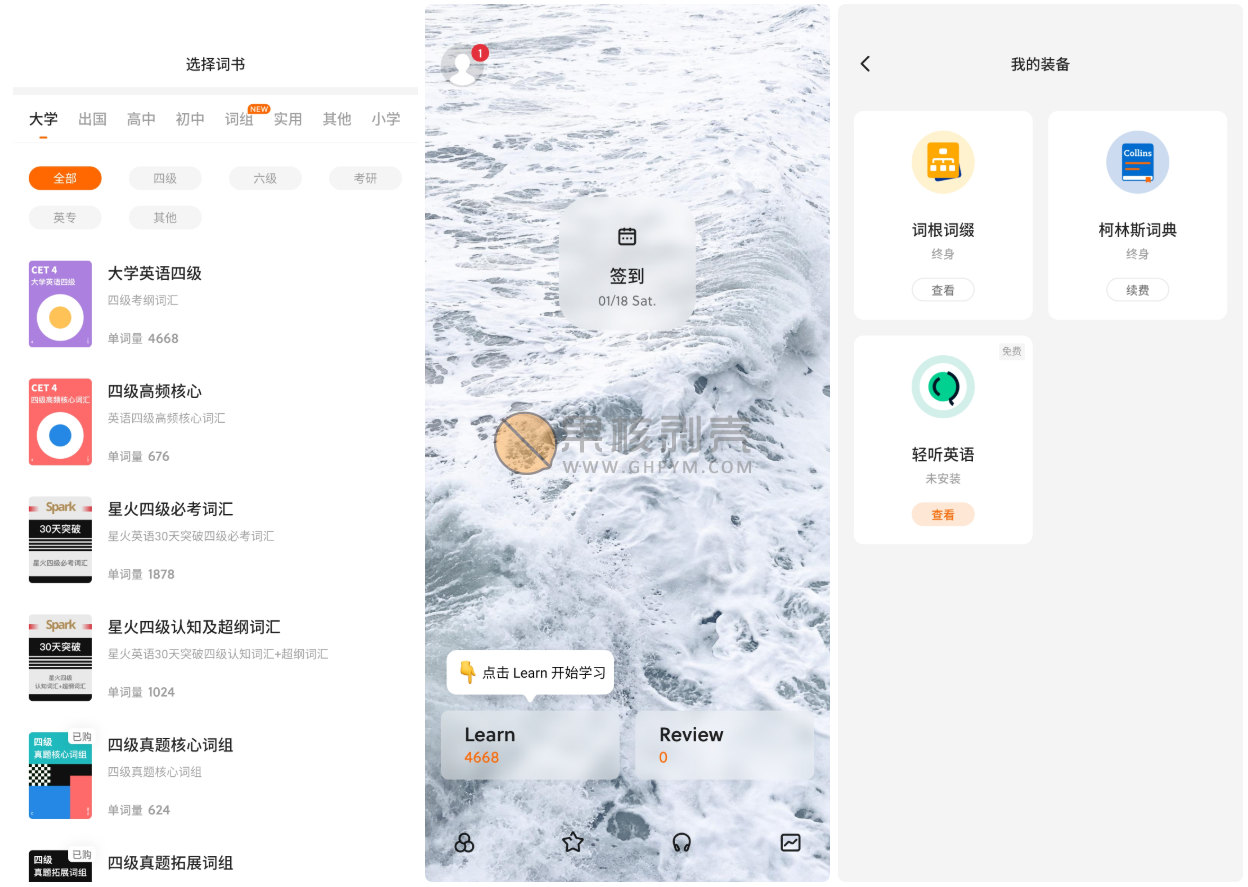 选择词书
大学 出国 高中 初中 词组 NEW 实用 其他 小学
全部 四级 六级 考研
英专 其他
CET 4
大学英语四级
大学英语四级
四级考纲词汇
单词量 4668
CET 4
四级高频核心词汇
四级高频核心
英语四级高频核心词汇
单词量 676
Spark
30天突破
星火四级必考词汇
星火四级必考词汇
星火英语30天突破四级必考词汇
单词量 1878
Spark
30天突破
星火四级
认知词汇+超纲词汇
星火四级认知及超纲词汇
星火英语30天突破四级认知词汇+超纲词汇
单词量 1024
已购
四级
真题核心词组
四级真题核心词组
四级真题核心词组
单词量 624
已购
四级
真题拓展词组
四级真题拓展词组
1
签到
01/18 Sat.
果核剥壳
WWW.GHPYM.COM
点击 Learn 开始学习
Learn
4668
Review
0
我的装备
词根词缀
终身
查看
Collins
柯林斯词典
终身
续费
免费
轻听英语
未安装
查看